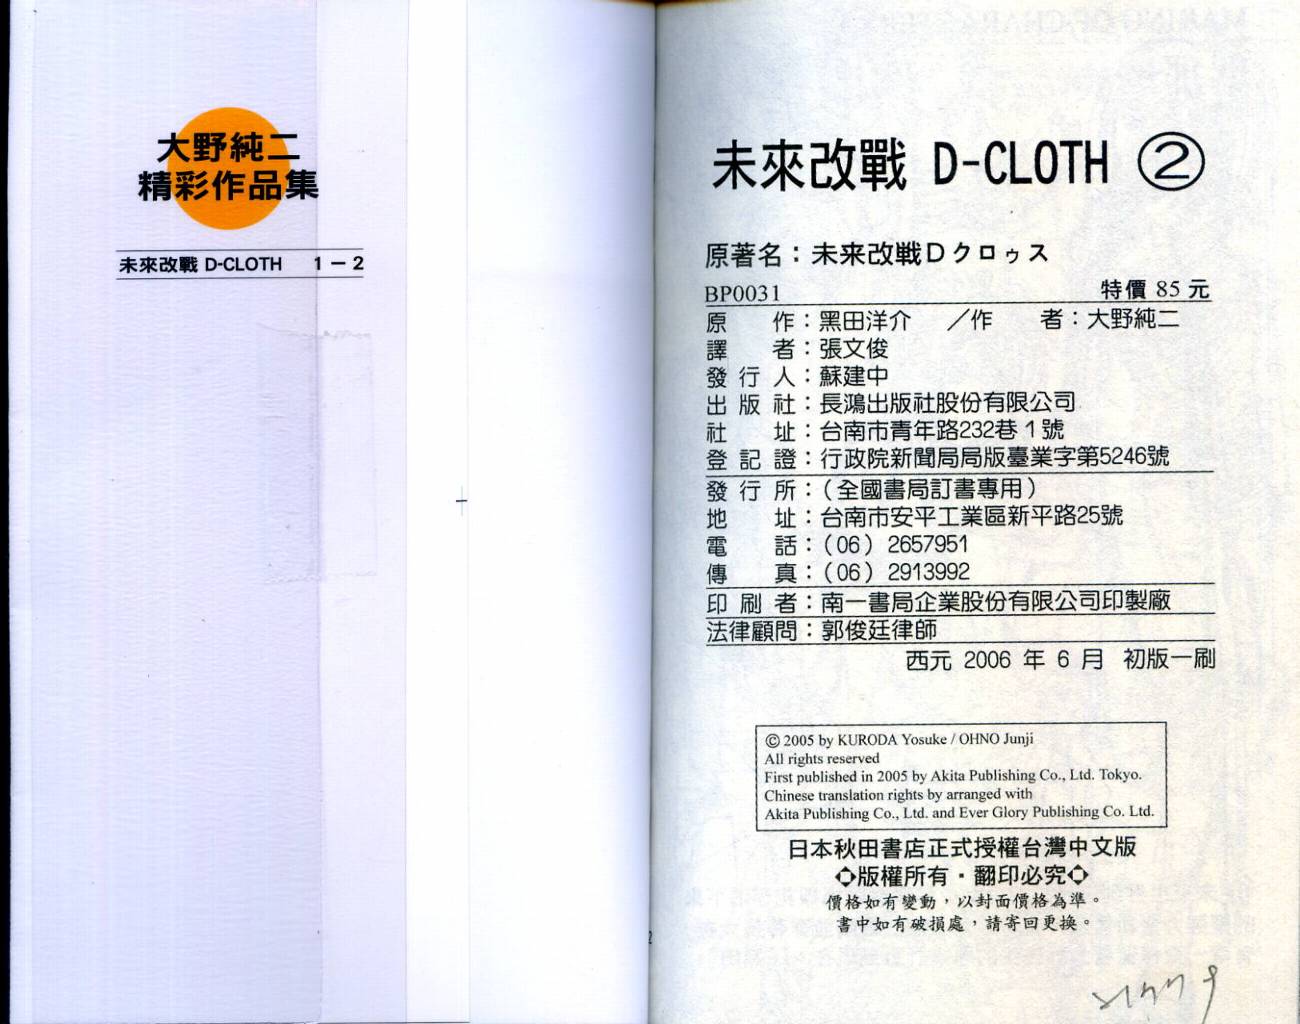 大野純二
精彩作品集
未來改戰 D-CLOTH 1－2
未來改戰 D-CLOTH ②
原著名：未来改戦Dクロゥス
BP0031 特價 85 元
原 作：黑田洋介 ／作 者：大野純二
譯 者：張文俊
發 行 人：蘇建中
出 版 社：長鴻出版社股份有限公司
社 址：台南市青年路232巷1號
登 記 證：行政院新聞局局版臺業字第5246號
發 行 所：（全國書局訂書專用）
地 址：台南市安平工業區新平路25號
電 話：（06）2657951
傳 真：（06）2913992
印 刷 者：南一書局企業股份有限公司印製廠
法律顧問：郭俊廷律師
西元 2006 年 6 月 初版一刷
© 2005 by KURODA Yosuke / OHNO Junji
All rights reserved
First published in 2005 by Akita Publishing Co., Ltd. Tokyo.
Chinese translation rights by arranged with
Akita Publishing Co., Ltd. and Ever Glory Publishing Co. Ltd.
日本秋田書店正式授權台灣中文版
◇版權所有・翻印必究◇
價格如有變動，以封面價格為準。
書中如有破損處，請寄回更換。